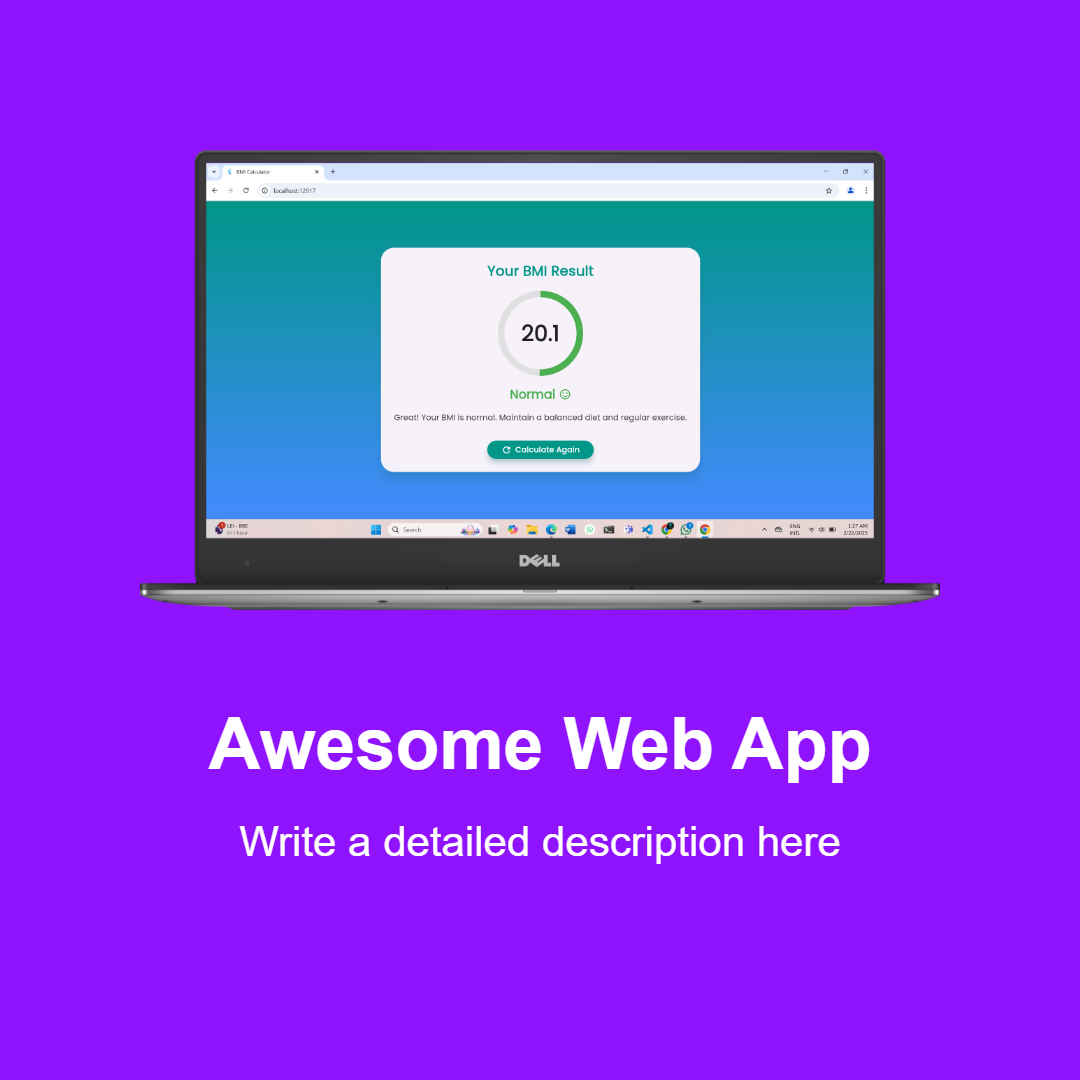 BMI Calculator
localhost:12917
Your BMI Result
20.1
Normal
Great! Your BMI is normal. Maintain a balanced diet and regular exercise.
Calculate Again
LEI - BRE
In 1 hour
Search
ENG
INTL
1:27 AM
2/22/2025
DELL
Awesome Web App
Write a detailed description here